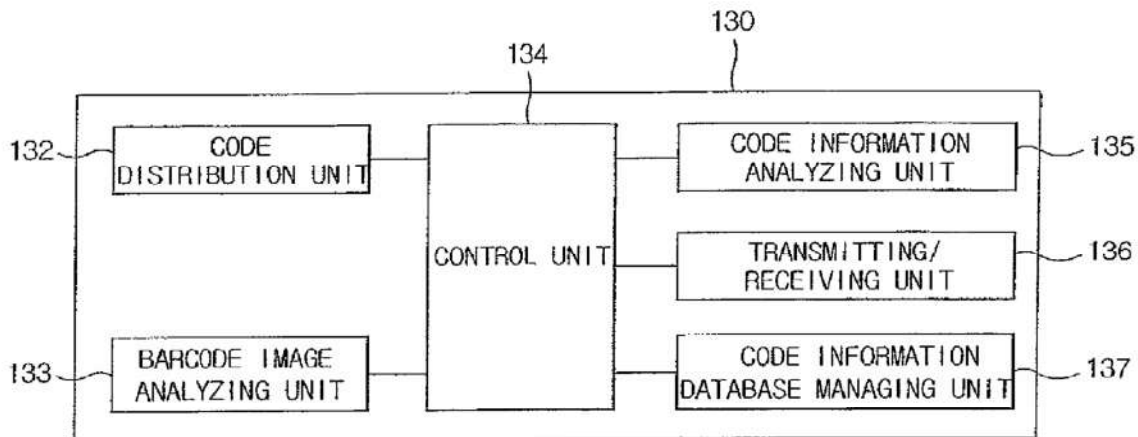 130
134
132
CODE
DISTRIBUTION UNIT
CODE INFORMATION
ANALYZING UNIT
135
CONTROL UNIT
TRANSMITTING/
RECEIVING UNIT
136
133
BARCODE IMAGE
ANALYZING UNIT
CODE INFORMATION
DATABASE MANAGING UNIT
137